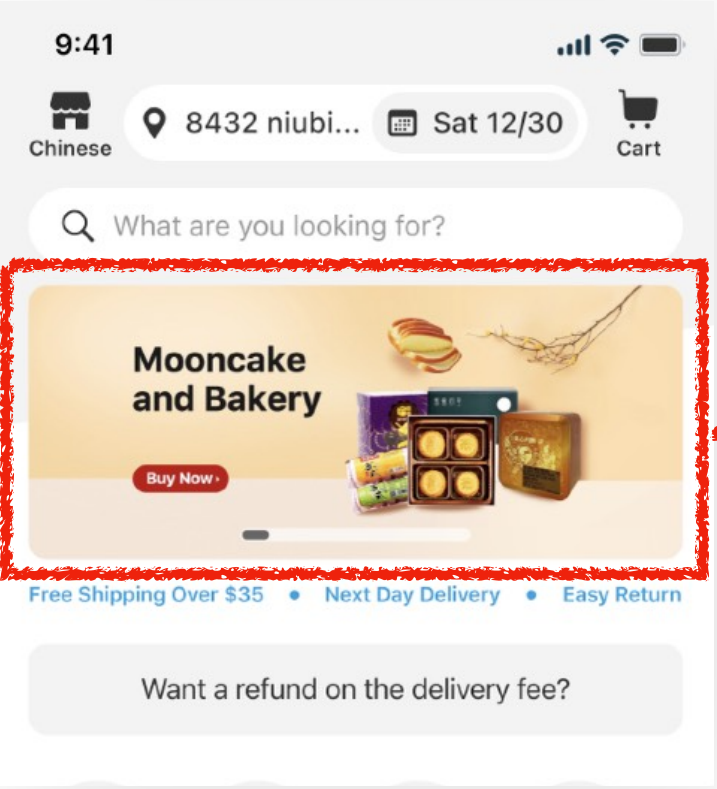 9:41
Chinese
8432 niubi...
Sat 12/30
Cart
What are you looking for?
Mooncake
and Bakery
Buy Now ›
Free Shipping Over $35 • Next Day Delivery • Easy Return
Want a refund on the delivery fee?